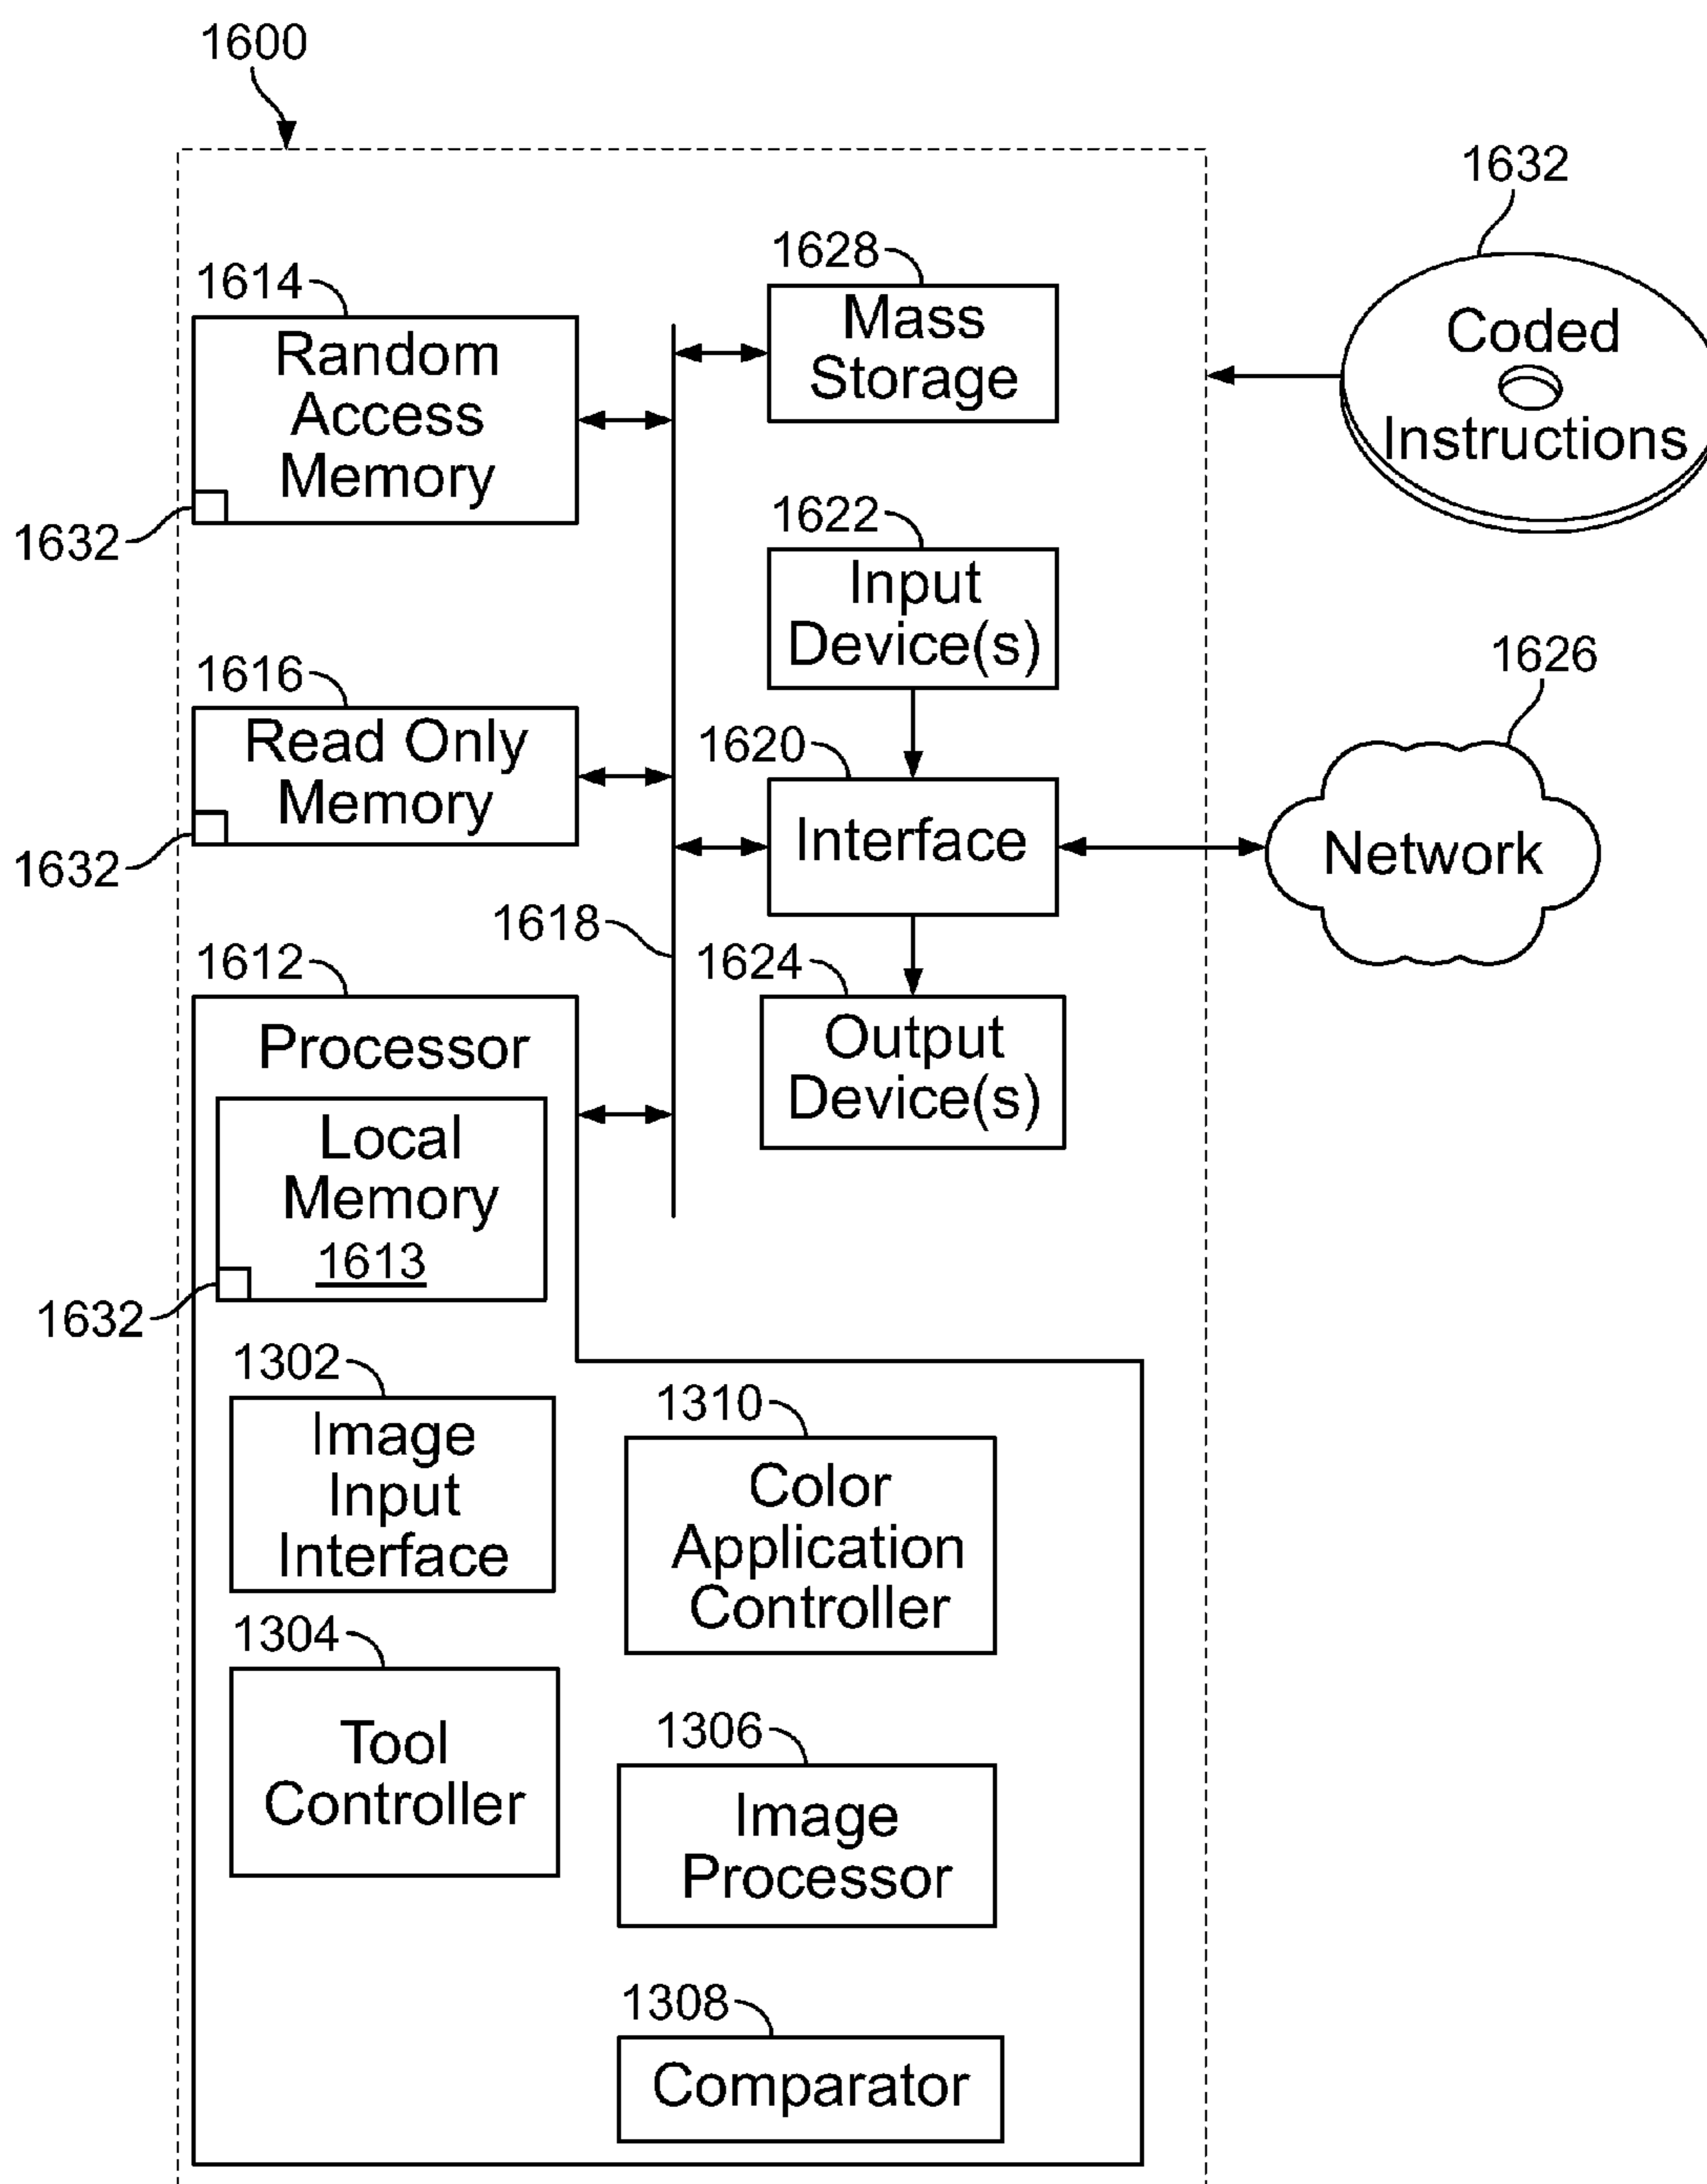 1600
1632
1628
1614
Mass
Storage
Random
Access
Memory
Coded
Instructions
1632
1622
Input
Device(s)
1616
1626
Read Only
Memory
1620
Interface
Network
1632
1618
1612
1624
Processor
Output
Device(s)
Local
Memory
1613
1632
1302
Image
Input
Interface
1310
Color
Application
Controller
1304
Tool
Controller
1306
Image
Processor
1308
Comparator